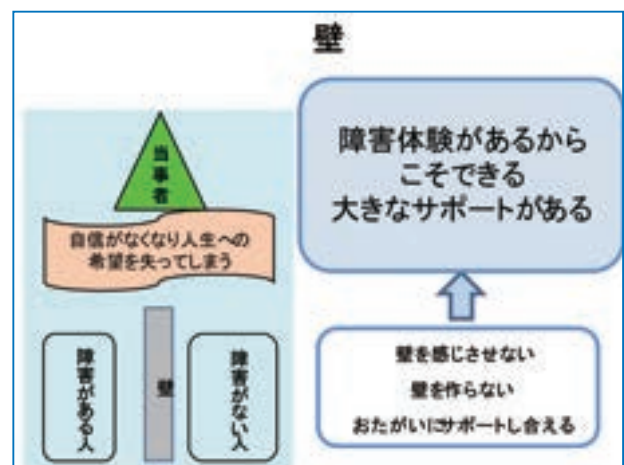 壁
当事者
自信がなくなり人生への
希望を失ってしまう
障害がある人
壁
障害がない人
障害体験があるから
こそできる
大きなサポートがある
壁を感じさせない
壁を作らない
おたがいにサポートし合える